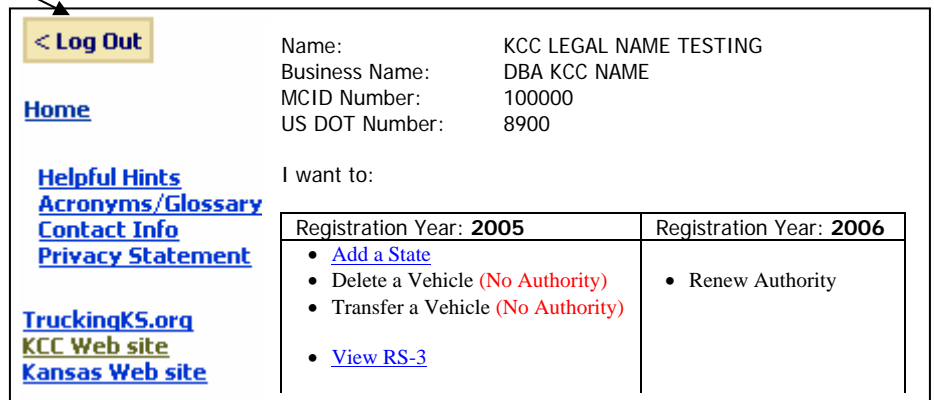 < Log Out
Home
Helpful Hints
Acronyms/Glossary
Contact Info
Privacy Statement
TruckingKS.org
KCC Web site
Kansas Web site
Name: KCC LEGAL NAME TESTING
Business Name: DBA KCC NAME
MCID Number: 100000
US DOT Number: 8900
I want to:
Registration Year: 2005
• Add a State
• Delete a Vehicle (No Authority)
• Transfer a Vehicle (No Authority)
• View RS-3
Registration Year: 2006
• Renew Authority